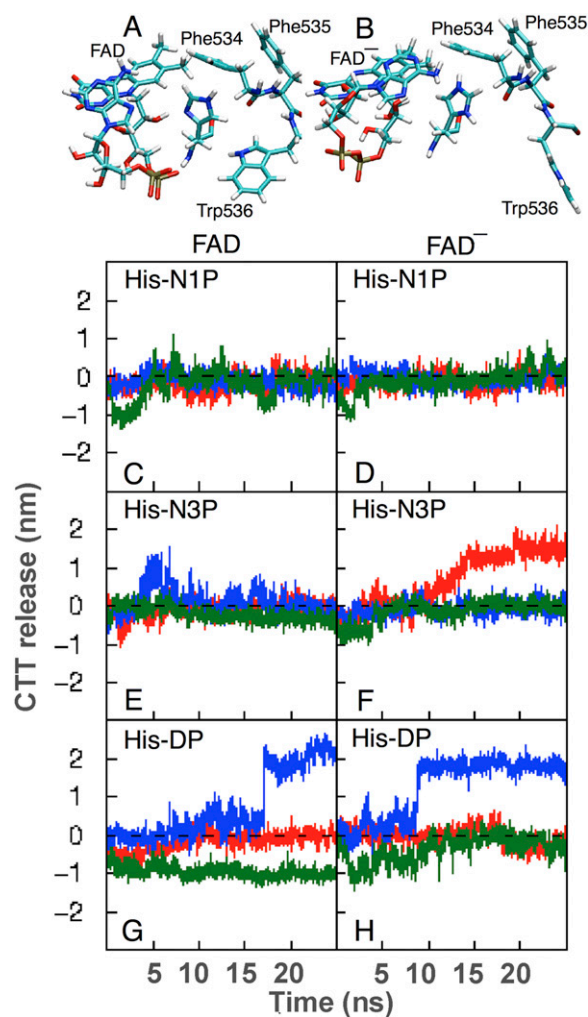 A
B
FAD
Phe534
Phe535
Phe534
Phe535
FAD—
Trp536
Trp536
FAD
FAD—
His-N1P
His-N1P
2
1
0
-1
-2
C
D
His-N3P
His-N3P
2
1
0
-1
-2
E
F
His-DP
His-DP
2
1
0
-1
-2
G
H
CTT release (nm)
5 10 15 20
5 10 15 20
Time (ns)